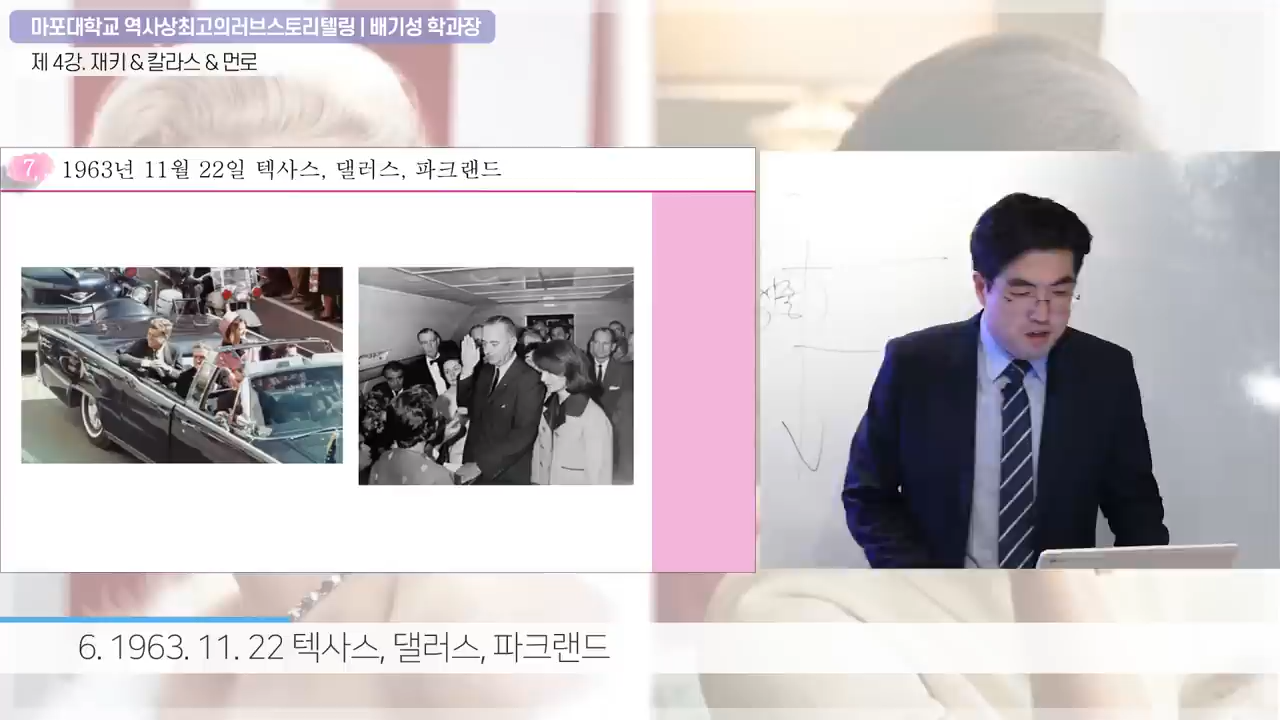 마포대학교 역사상최고의러브스토리텔링 | 배기성 학과장
제 4강. 재키 & 칼라스 & 먼로
7 1963년 11월 22일 텍사스, 댈러스, 파크랜드
6. 1963. 11. 22 텍사스, 댈러스, 파크랜드